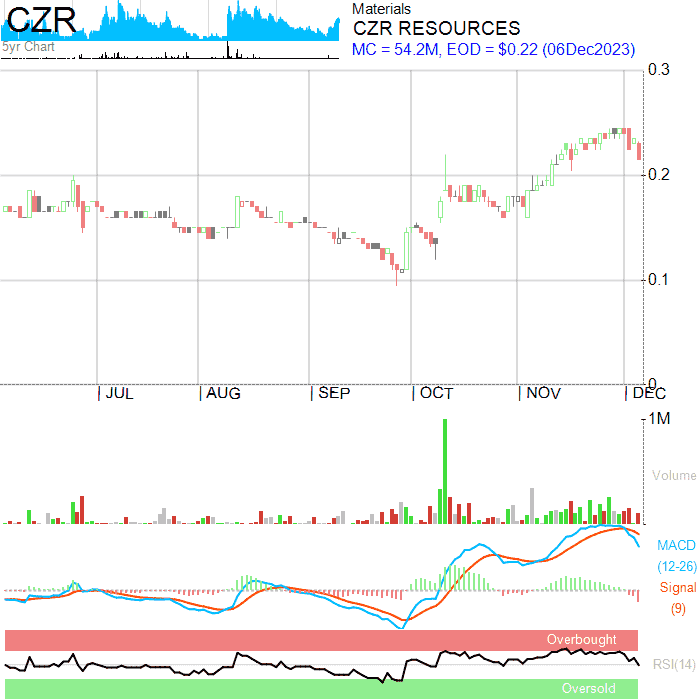 CZR
5yr Chart
Materials
CZR RESOURCES
MC = 54.2M, EOD = $0.22 (06Dec2023)
0.3
0.2
0.1
0
JUL
AUG
SEP
OCT
NOV
DEC
1M
Volume
MACD
(12-26)
Signal
(9)
Overbought
RSI(14)
Oversold